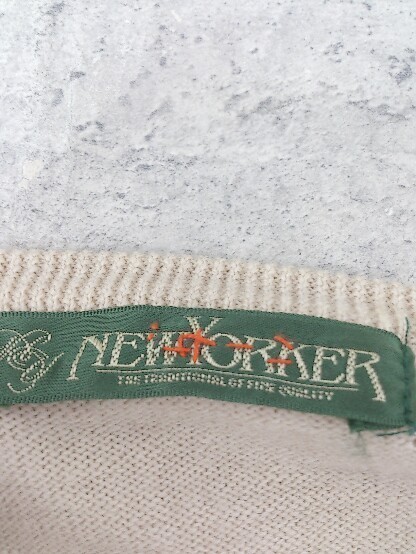 NEWYORKER
THE TRADITIONAL OF FINE QUALITY